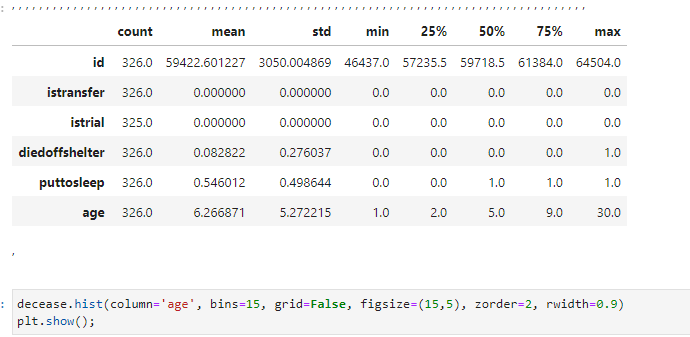 : , , , , , , , , , , , , , , , , , , , , , , , , , , , , , , , , , , , , , , , , , , , , , , , , , , , , , , , , , , , , , , , , , , , , , , , , , , , , , , , , , , , , ,
count mean std min 25% 50% 75% max
id 326.0 59422.601227 3050.004869 46437.0 57235.5 59718.5 61384.0 64504.0
istransfer 326.0 0.000000 0.000000 0.0 0.0 0.0 0.0 0.0
istrial 325.0 0.000000 0.000000 0.0 0.0 0.0 0.0 0.0
diedoffshelter 326.0 0.082822 0.276037 0.0 0.0 0.0 0.0 1.0
puttosleep 326.0 0.546012 0.498644 0.0 0.0 1.0 1.0 1.0
age 326.0 6.266871 5.272215 1.0 2.0 5.0 9.0 30.0
,
: decease.hist(column='age', bins=15, grid=False, figsize=(15,5), zorder=2, rwidth=0.9)
plt.show();